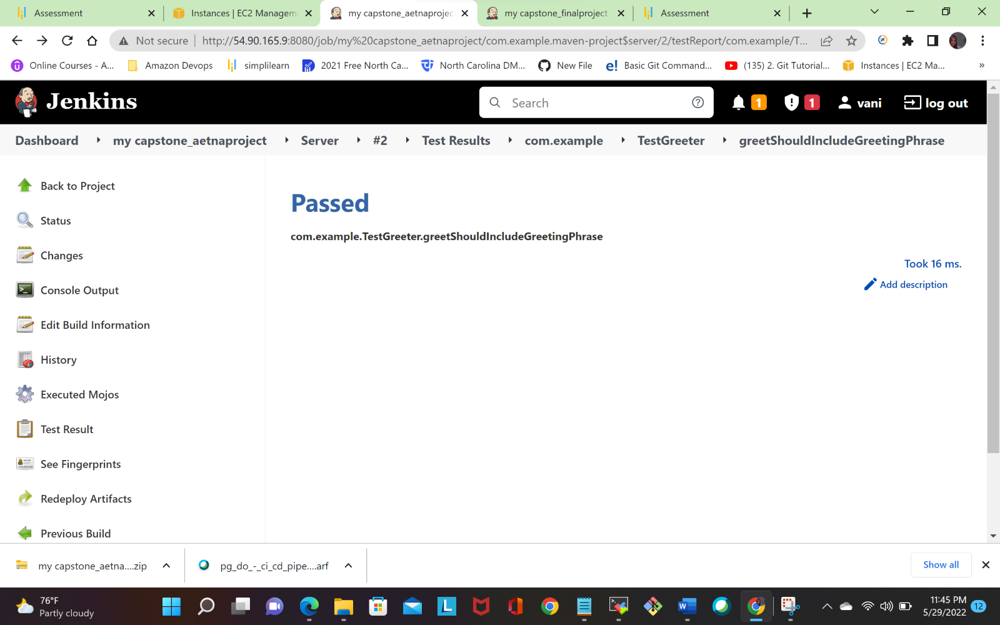 Assessment
Instances | EC2 Managem
my capstone_aetnaprojec
my capstone_finalproject
Assessment
Not secure
http://54.90.165.9:8080/job/my%20capstone_aetnaproject/com.example.maven-project$server/2/testReport/com.example/T...
Online Courses - A...
Amazon Devops
simplilearn
2021 Free North Ca...
North Carolina DM...
New File
e! Basic Git Command...
(135) 2. Git Tutorial...
Instances | EC2 Ma...
»
Jenkins
Search
1
1
vani
log out
Dashboard
my capstone_aetnaproject
Server
#2
Test Results
com.example
TestGreeter
greetShouldIncludeGreetingPhrase
Back to Project
Status
Changes
Console Output
Edit Build Information
History
Executed Mojos
Test Result
See Fingerprints
Redeploy Artifacts
Previous Build
Passed
com.example.TestGreeter.greetShouldIncludeGreetingPhrase
Took 16 ms.
Add description
my capstone_aetna....zip
pg_do_-_ci_cd_pipe....arf
Show all
76°F
Partly cloudy
L
W
11:45 PM
5/29/2022
12